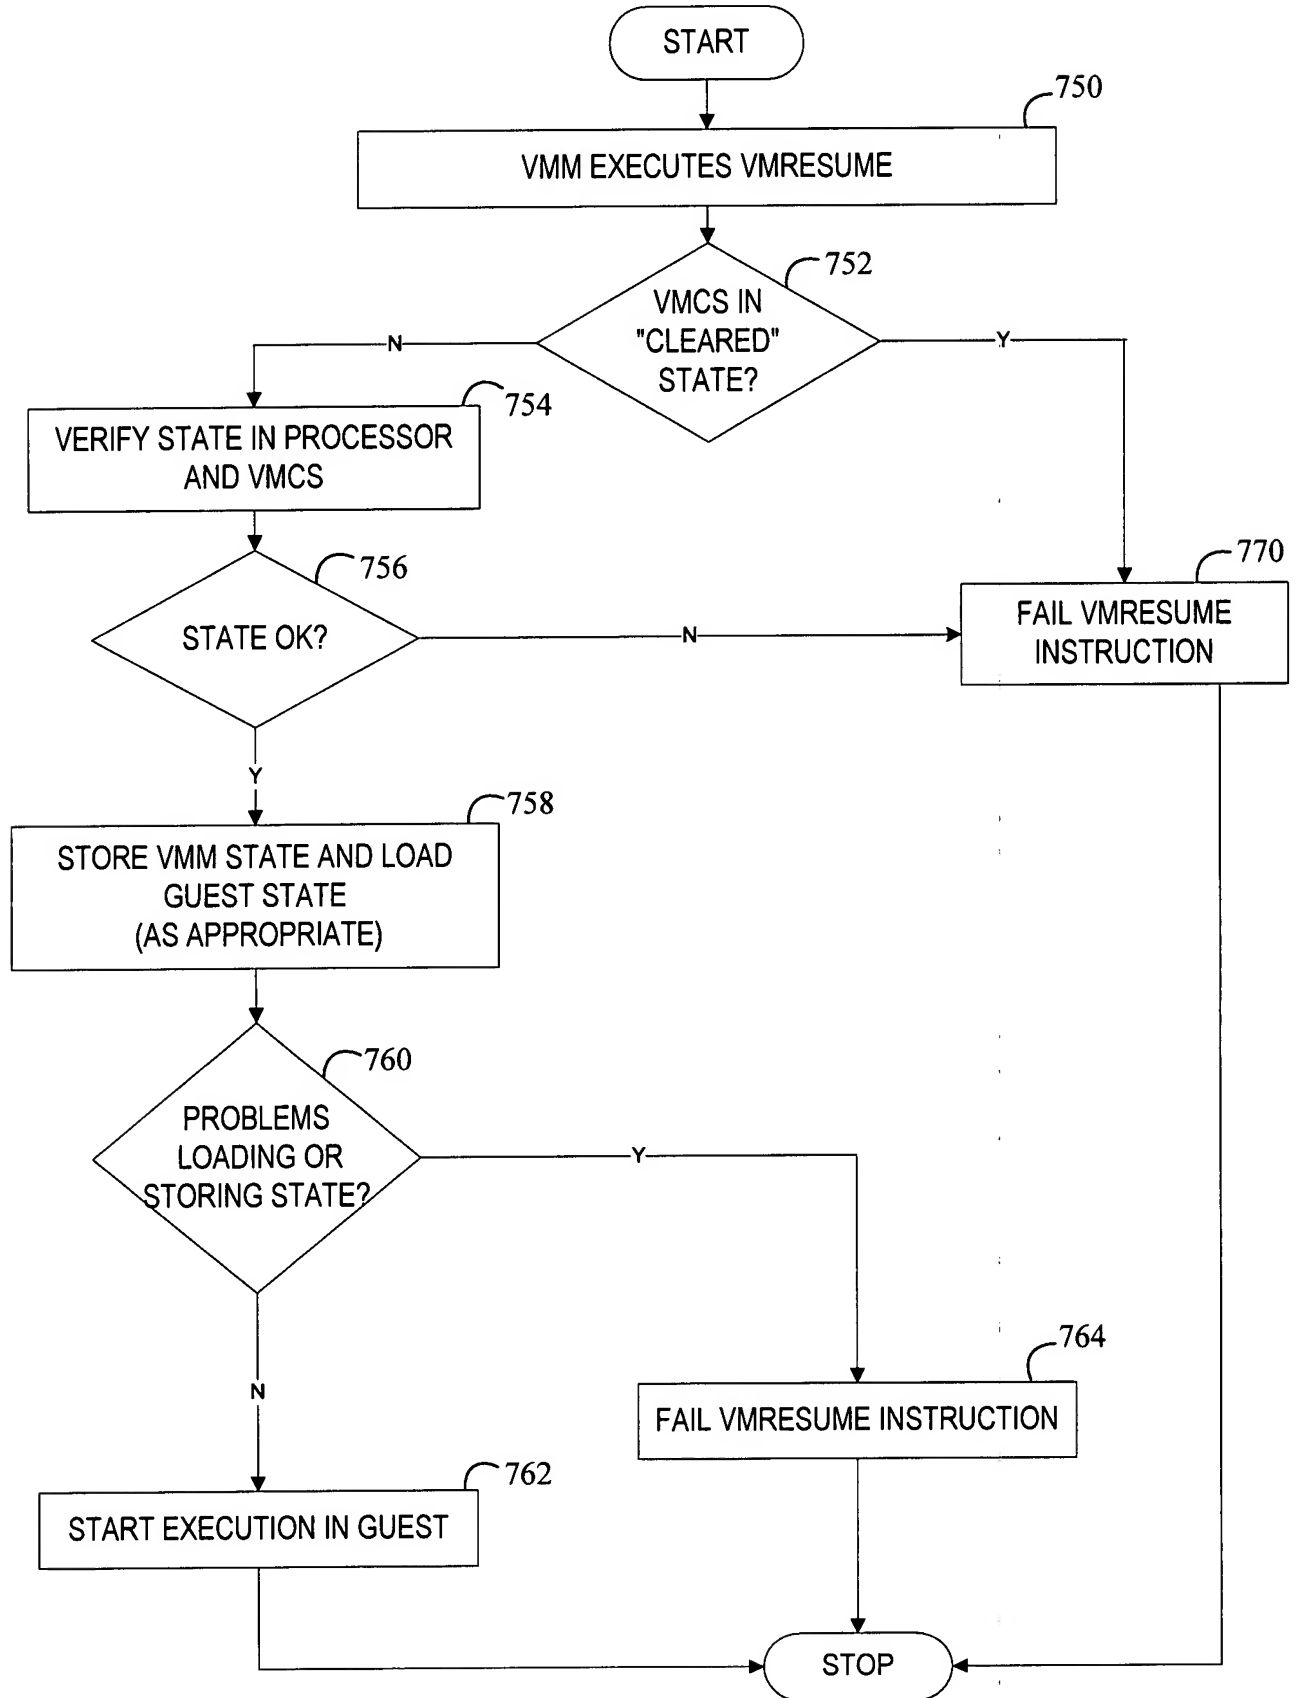 START
750
VMM EXECUTES VMRESUME
752
VMCS IN
"CLEARED"
STATE?
N
Y
754
VERIFY STATE IN PROCESSOR
AND VMCS
756
STATE OK?
N
770
FAIL VMRESUME
INSTRUCTION
Y
758
STORE VMM STATE AND LOAD
GUEST STATE
(AS APPROPRIATE)
760
PROBLEMS
LOADING OR
STORING STATE?
Y
N
764
FAIL VMRESUME INSTRUCTION
762
START EXECUTION IN GUEST
STOP